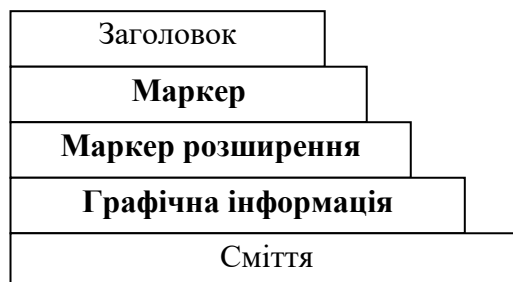 Заголовок
Маркер
Маркер розширення
Графічна інформація
Сміття